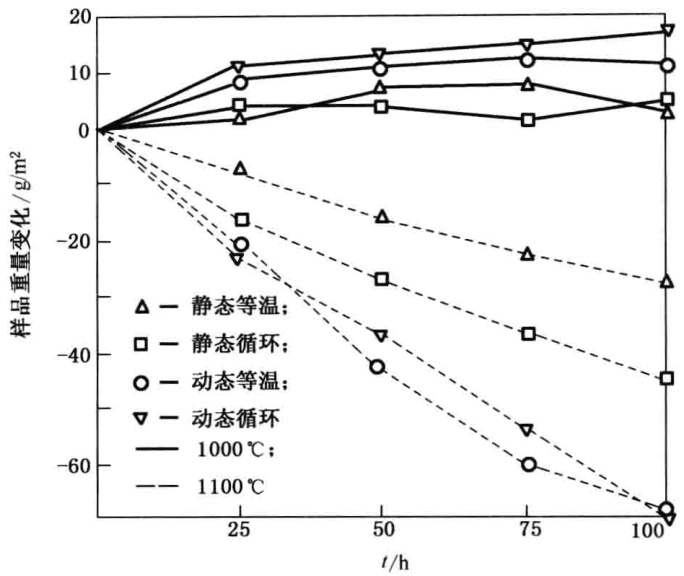 20
10
0
-20
-40
-60
样品重量变化/g/m²
△ — 静态等温;
□ — 静态循环;
○ — 动态等温;
▽ — 动态循环
—— 1000℃;
---- 1100℃
25 50 75 100
t/h